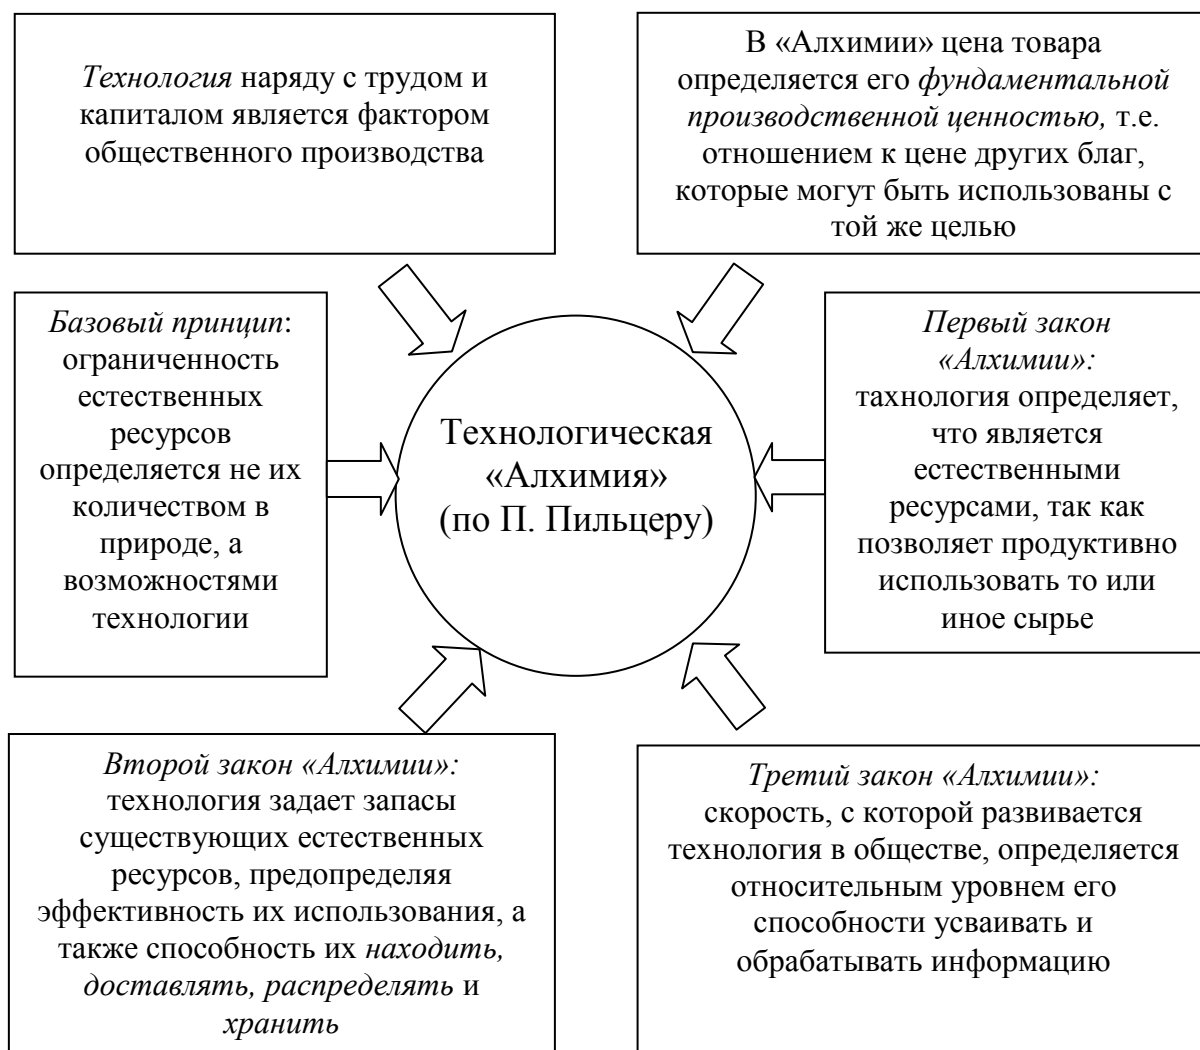 Технология наряду с трудом и
капиталом является фактором
общественного производства
В «Алхимии» цена товара
определяется его фундаментальной
производственной ценностью, т.е.
отношением к цене других благ,
которые могут быть использованы с
той же целью
Базовый принцип:
ограниченность
естественных
ресурсов
определяется не их
количеством в
природе, а
возможностями
технологии
Технологическая
«Алхимия»
(по П. Пильцеру)
Первый закон
«Алхимии»:
тахнология определяет,
что является
естественными
ресурсами, так как
позволяет продуктивно
использовать то или
иное сырье
Второй закон «Алхимии»:
технология задает запасы
существующих естественных
ресурсов, предопределяя
эффективность их использования, а
также способность их находить,
доставлять, распределять и
хранить
Третий закон «Алхимии»:
скорость, с которой развивается
технология в обществе, определяется
относительным уровнем его
способности усваивать и
обрабатывать информацию